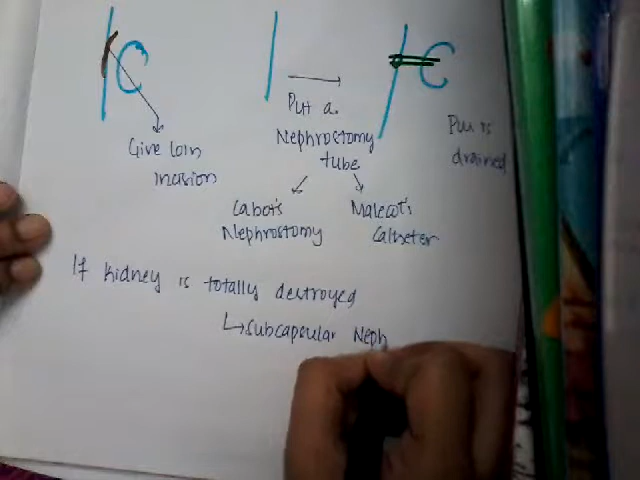 Give loin
incision
Put a
Nephrostomy
tube
Pus is
drained
Cabot's
Nephrostomy
Malecot's
Catheter
If kidney is totally destroyed
↳subcapsular Neph